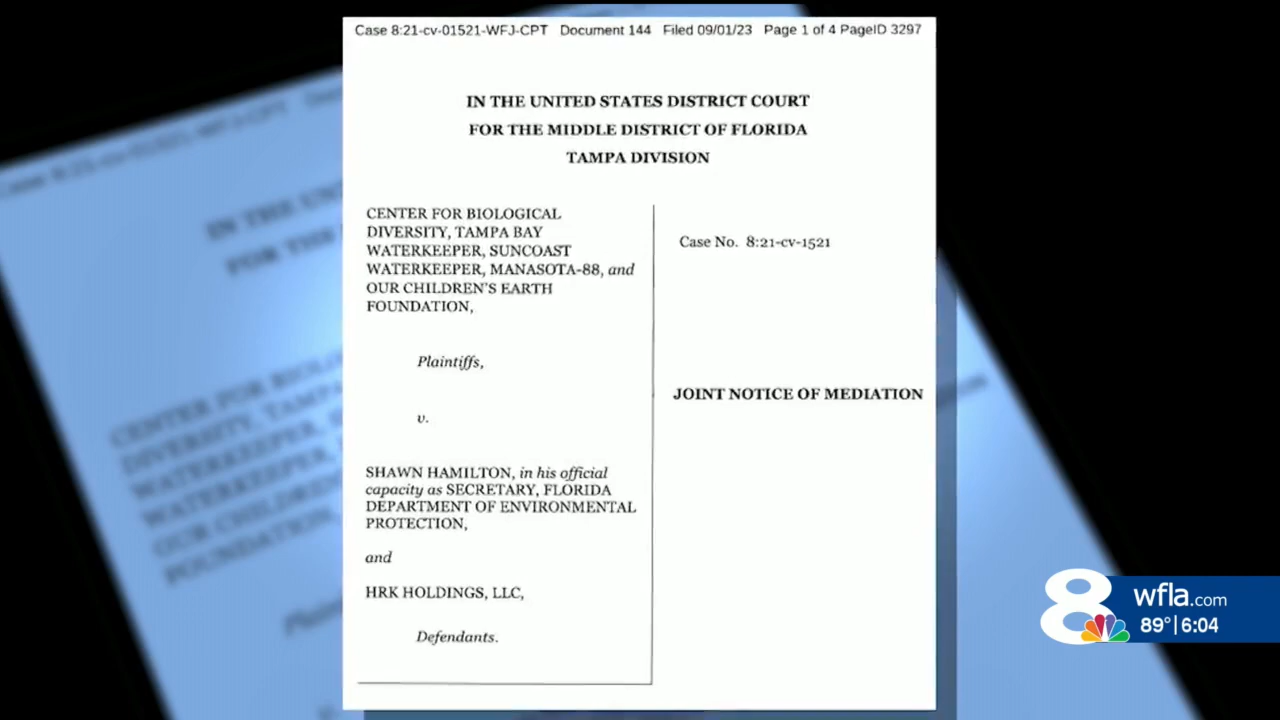 Case 8:21-cv-01521-WFJ-CPT Document 144 Filed 09/01/23 Page 1 of 4 PageID 3297
IN THE UNITED STATES DISTRICT COURT
FOR THE MIDDLE DISTRICT OF FLORIDA
TAMPA DIVISION
CENTER FOR BIOLOGICAL
DIVERSITY, TAMPA BAY
WATERKEEPER, SUNCOAST
WATERKEEPER, MANASOTA-88, and
OUR CHILDREN'S EARTH
FOUNDATION,
Plaintiffs,
v.
SHAWN HAMILTON, in his official
capacity as SECRETARY, FLORIDA
DEPARTMENT OF ENVIRONMENTAL
PROTECTION,
and
HRK HOLDINGS, LLC,
Defendants.
Case No. 8:21-cv-1521
JOINT NOTICE OF MEDIATION
8
wfla.com
89°|6:04